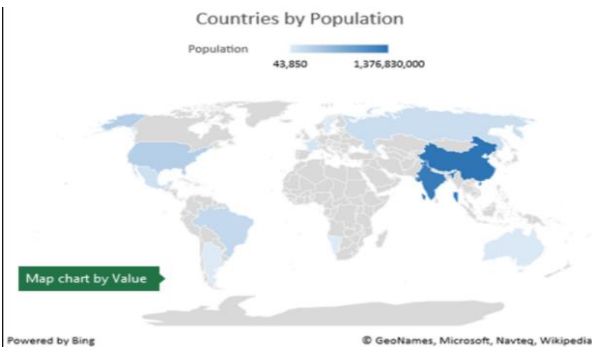 Countries by Population
Population
43,850 1,376,830,000
Map chart by Value
Powered by Bing © GeoNames, Microsoft, Navteq, Wikipedia